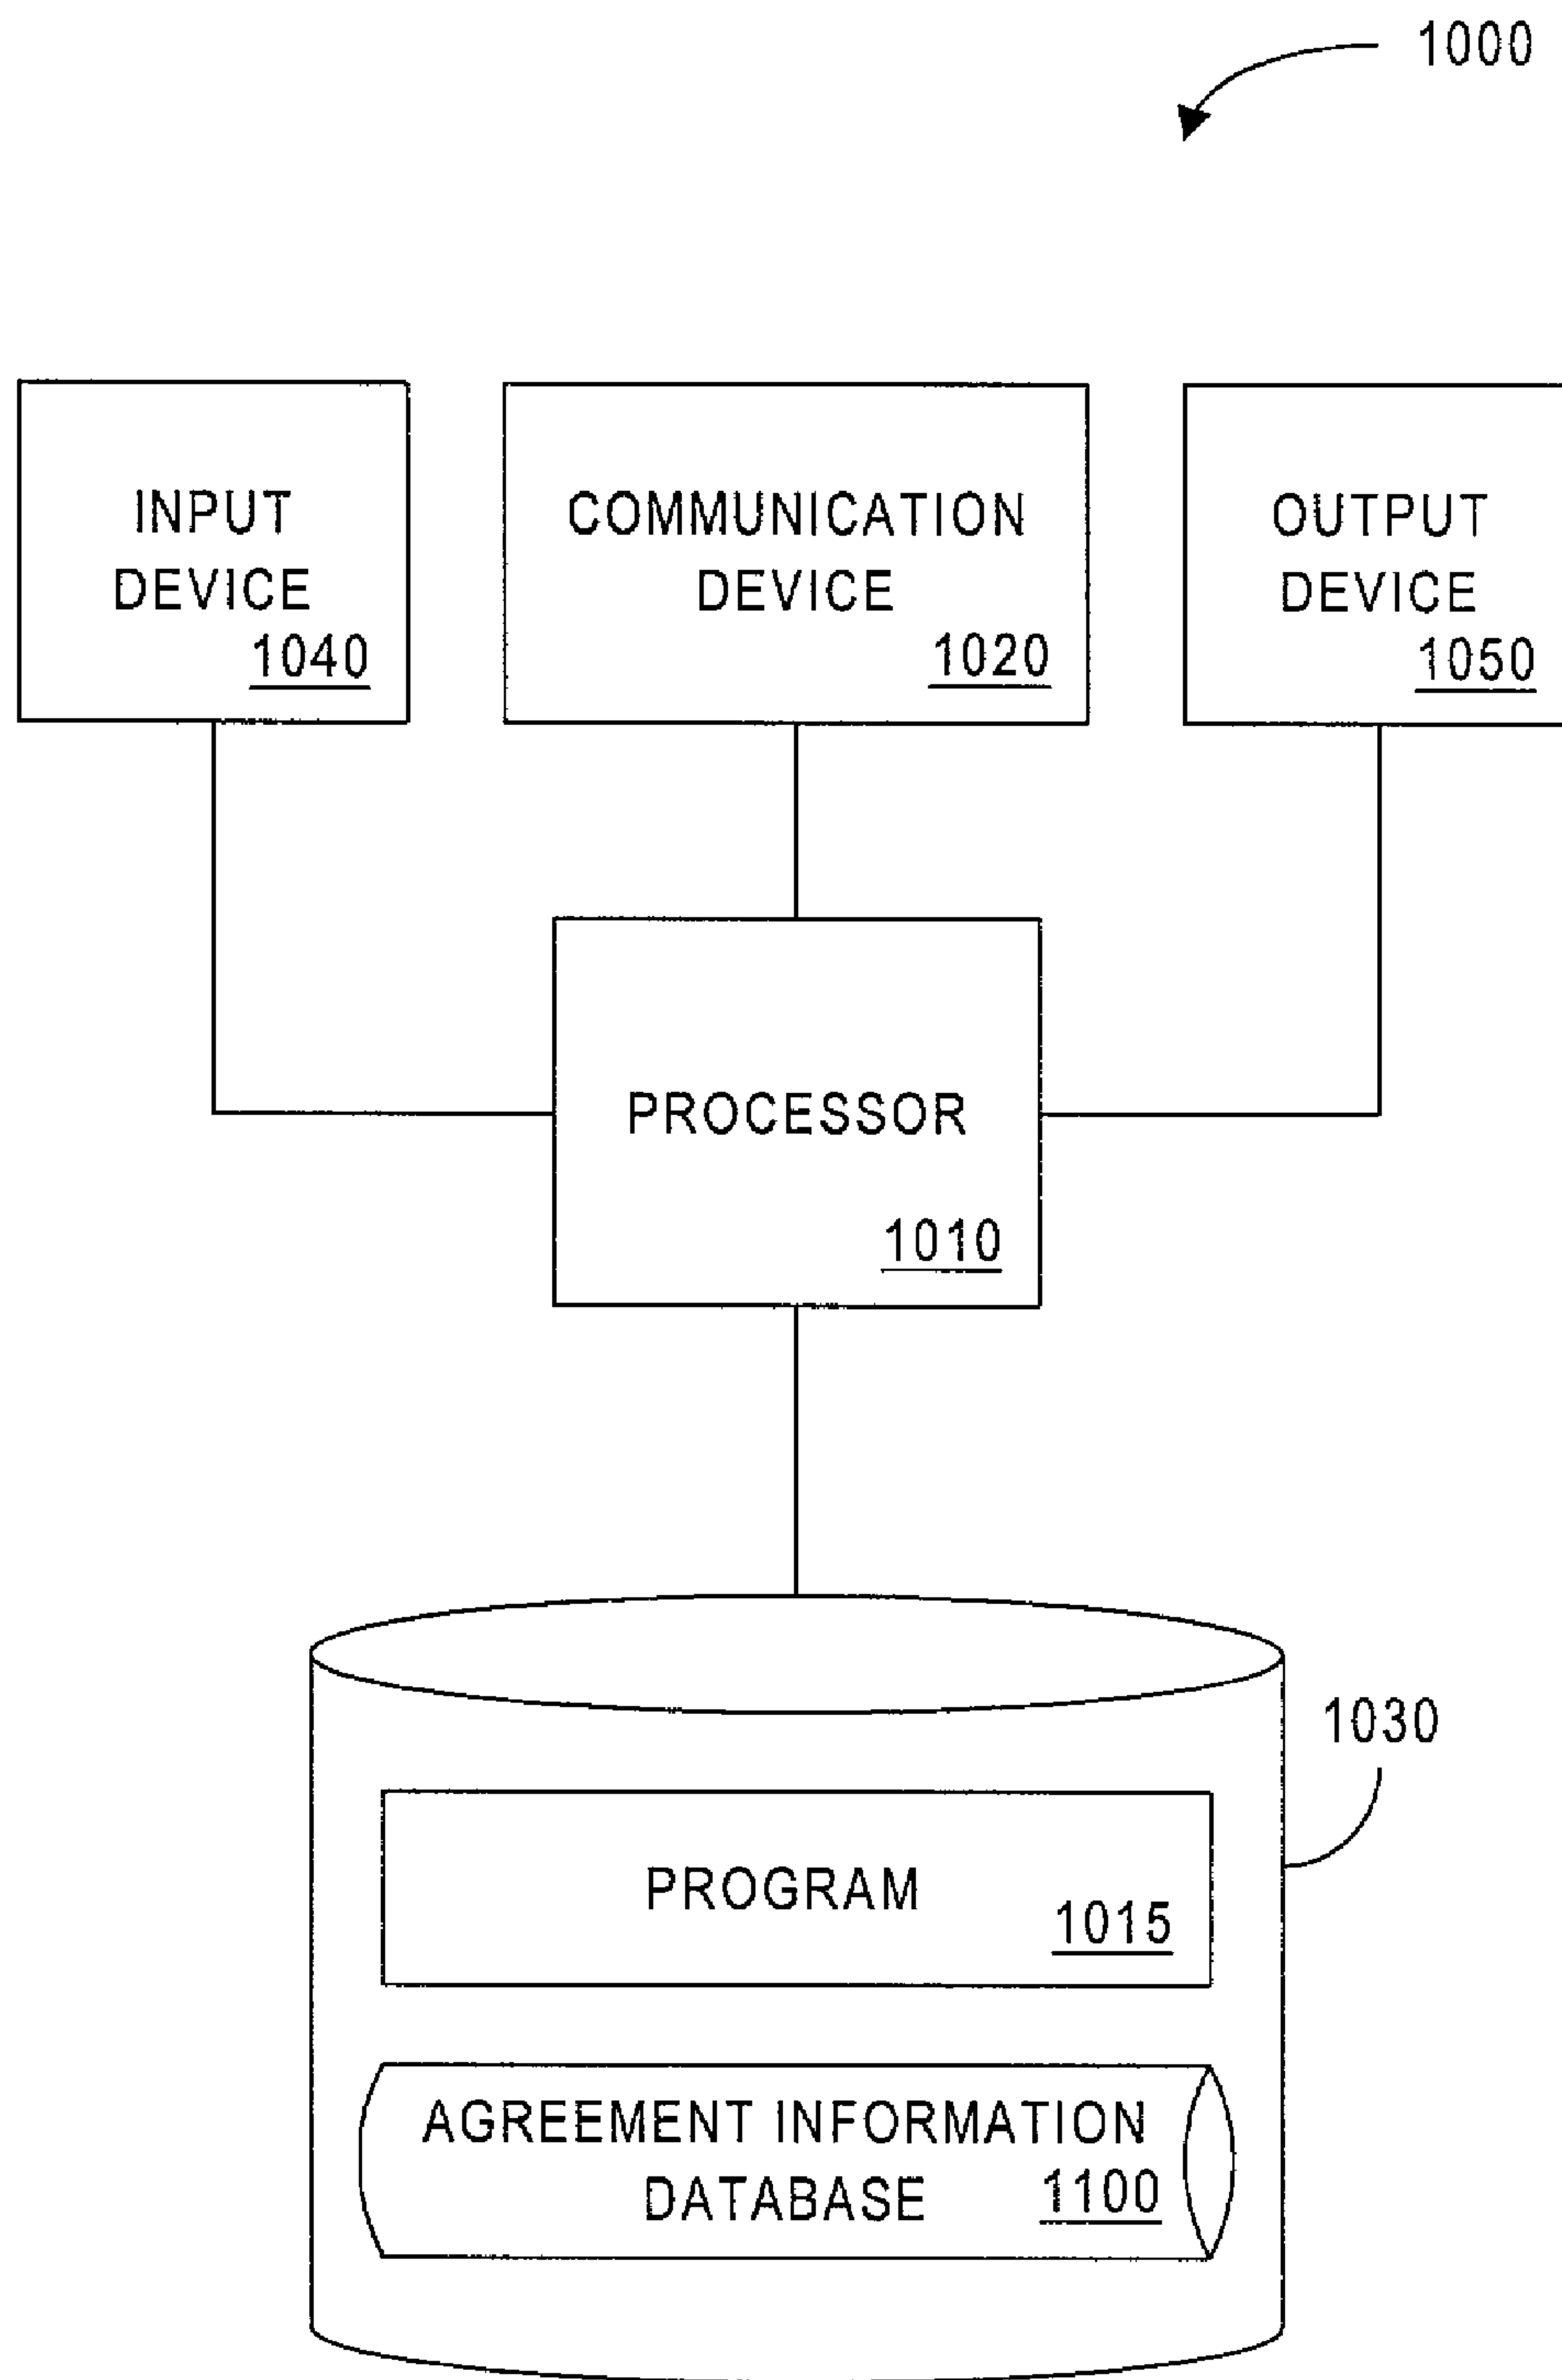 1000
INPUT
DEVICE
1040
COMMUNICATION
DEVICE
1020
OUTPUT
DEVICE
1050
PROCESSOR
1010
1030
PROGRAM
1015
AGREEMENT INFORMATION
DATABASE
1100